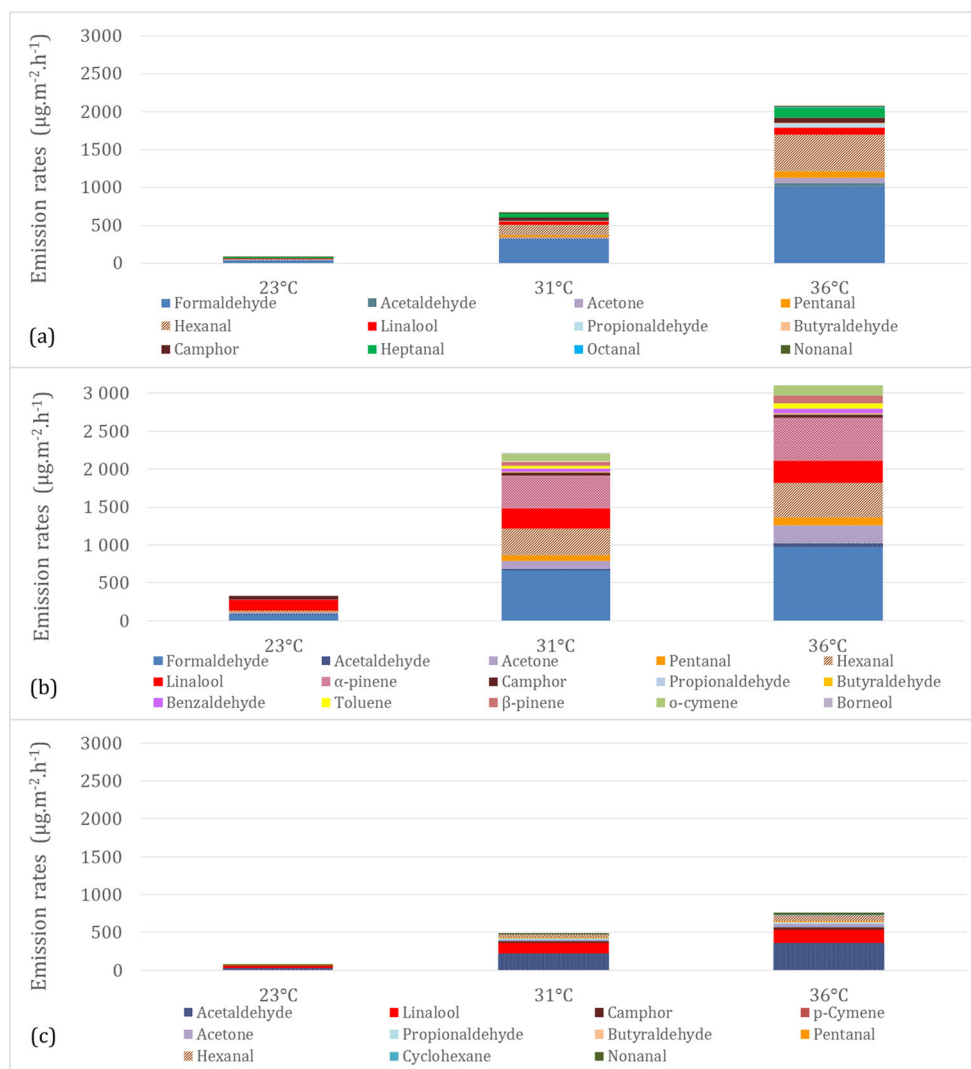 3000
2500
2000
1500
1000
500
0
Emission rates (µg.m⁻².h⁻¹)
23°C 31°C 36°C
Formaldehyde Acetaldehyde Acetone Pentanal
Hexanal Linalool Propionaldehyde Butyraldehyde
Camphor Heptanal Octanal Nonanal
(a)
3 000
2 500
2 000
1 500
1 000
500
0
Emission rates (µg.m⁻².h⁻¹)
23°C 31°C 36°C
Formaldehyde Acetaldehyde Acetone Pentanal Hexanal
Linalool α-pinene Camphor Propionaldehyde Butyraldehyde
Benzaldehyde Toluene β-pinene o-cymene Borneol
(b)
3000
2500
2000
1500
1000
500
0
Emission rates (µg.m⁻².h⁻¹)
23°C 31°C 36°C
Acetaldehyde Linalool Camphor p-Cymene
Acetone Propionaldehyde Butyraldehyde Pentanal
Hexanal Cyclohexane Nonanal
(c)